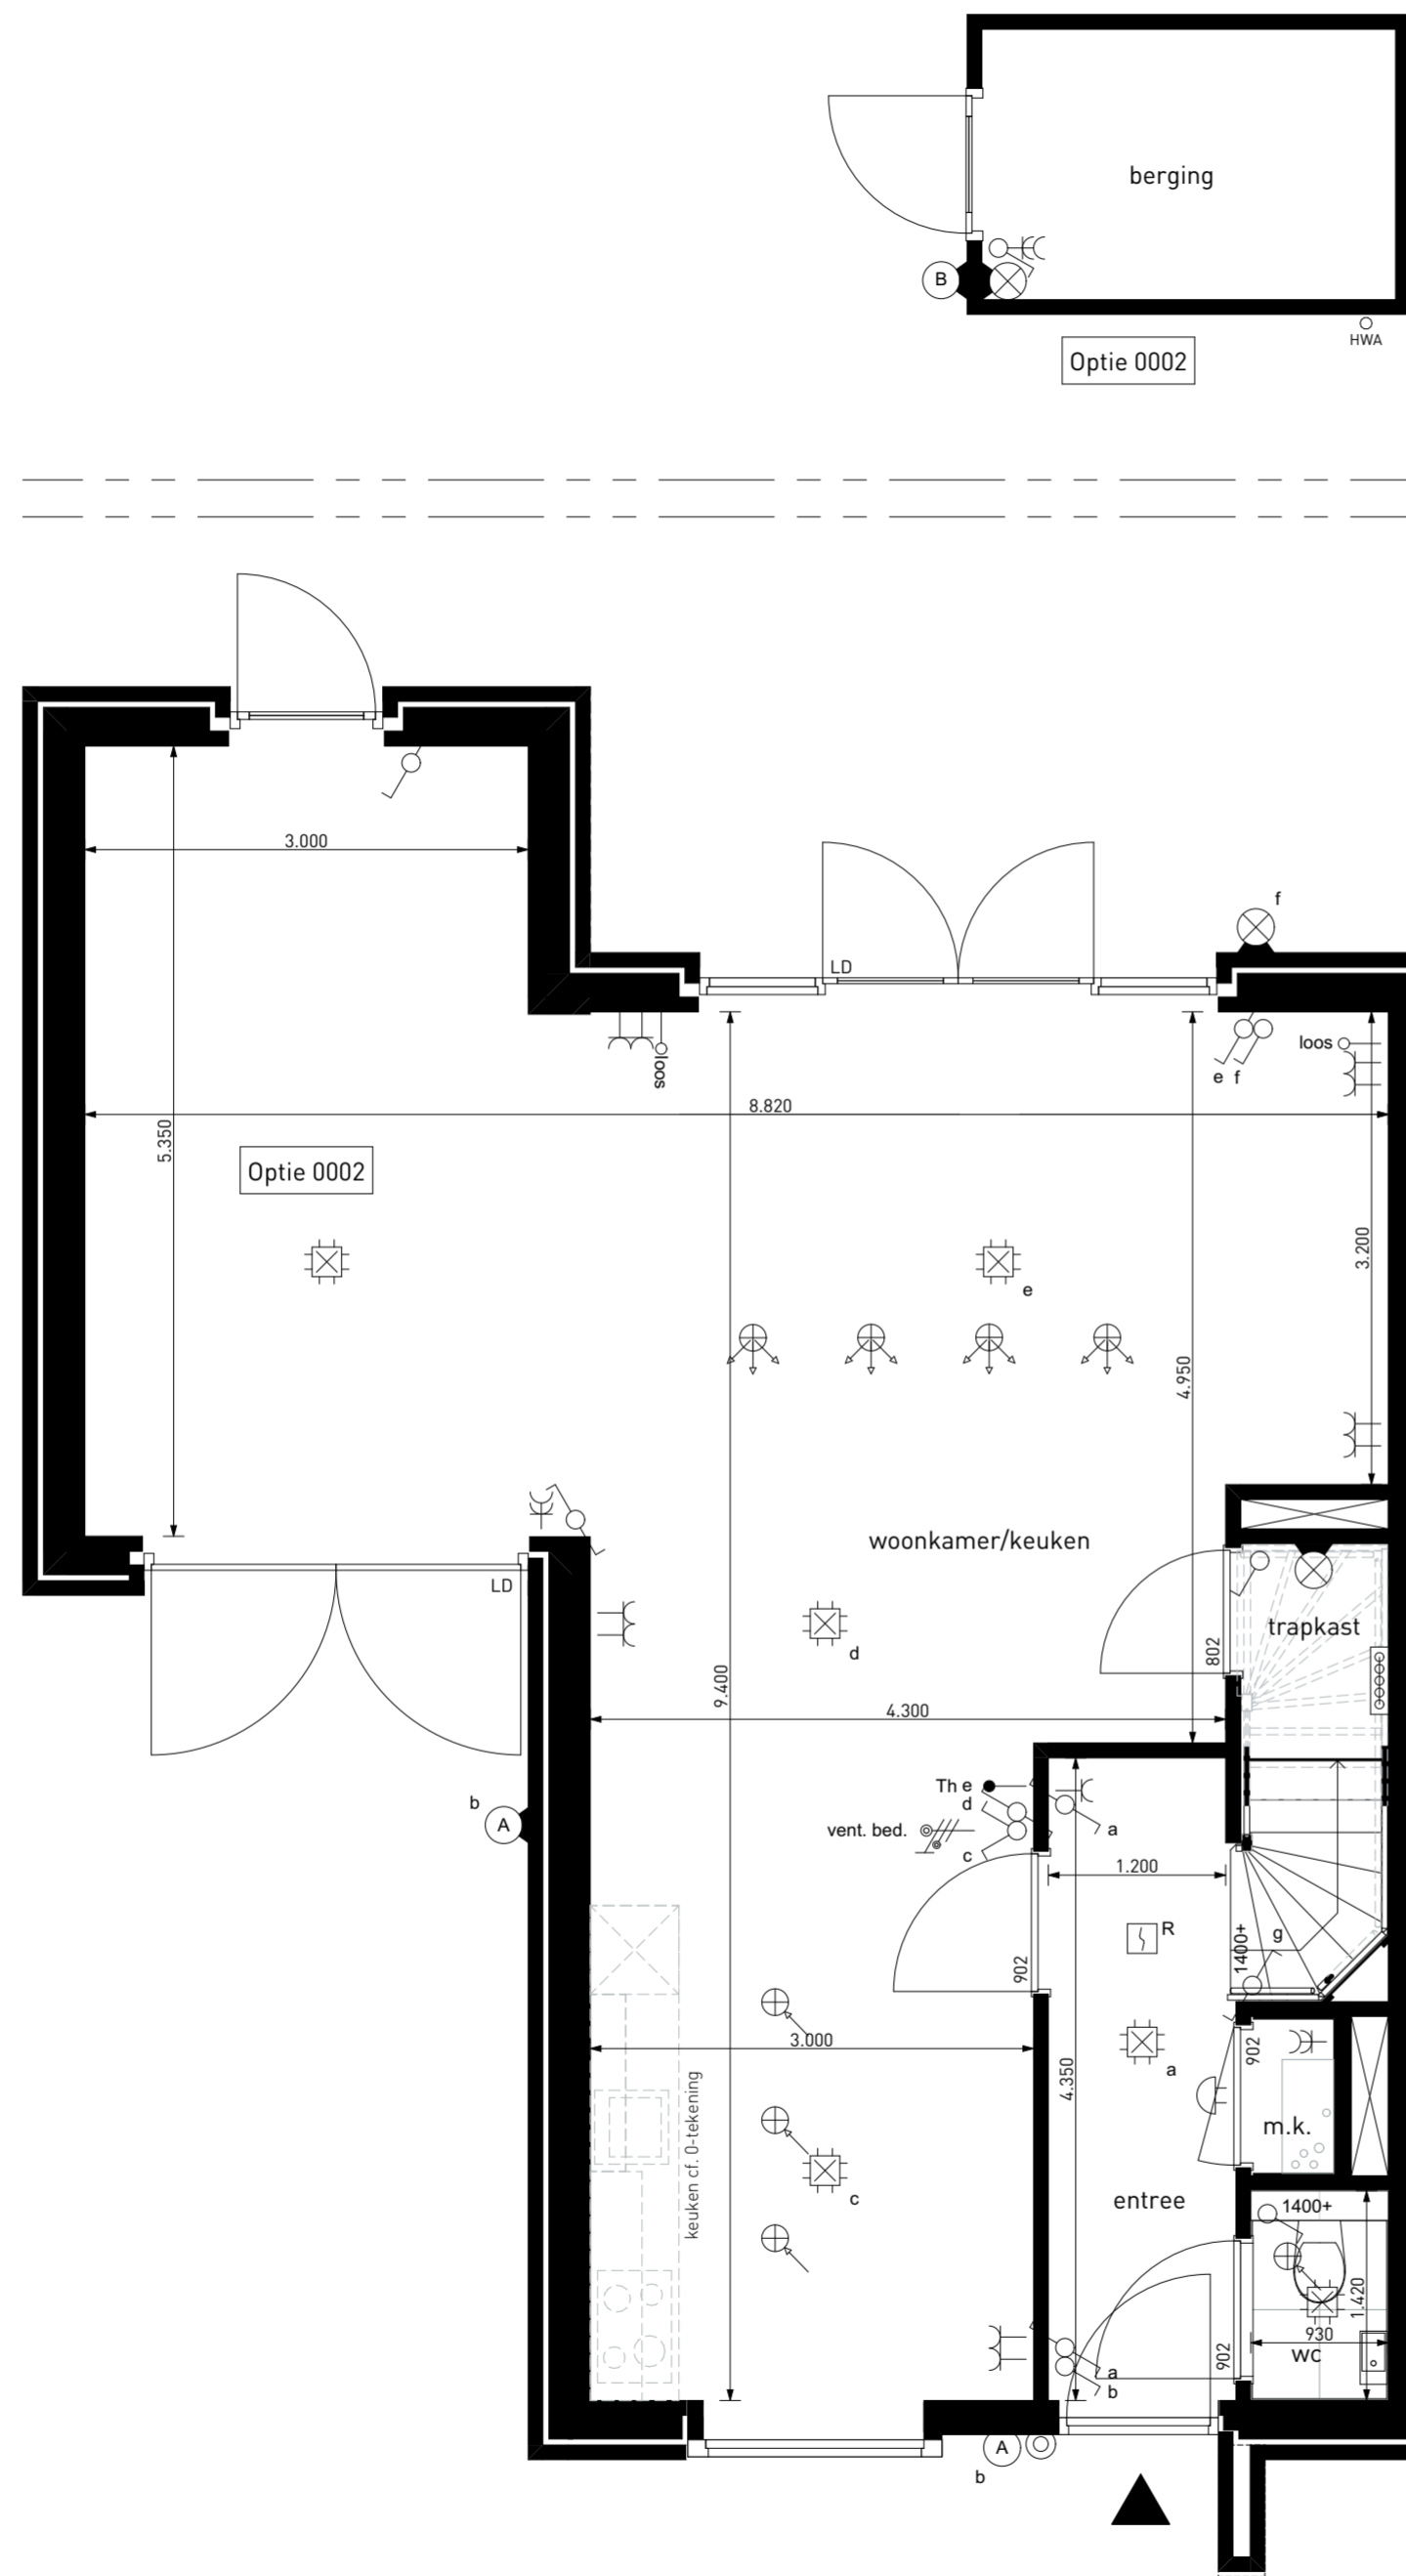 berging
B
HWA
Optie 0002
3.000
f
LD
loos
loos
e f
8.820
5.350
Optie 0002
3.200
e
4.950
woonkamer/keuken
LD
trapkast
d
802
9.400
4.300
Th e
d
b
A
vent. bed.
a
c
1.200
R
g
1400+
902
3.000
902
a
4.350
keuken cf. 0-tekening
m.k.
c
entree
1400+
1.420
930
wc
902
a
b
A
b